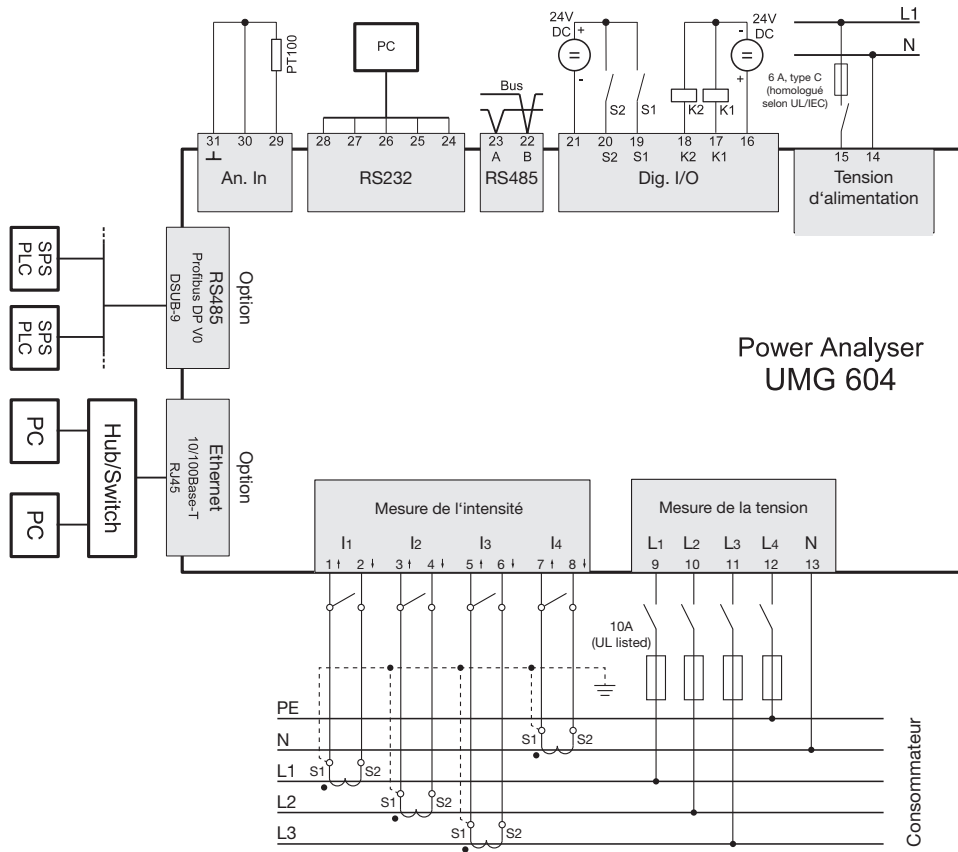 24V
DC
+
-
24V
DC
-
+
L1
N
PT100
PC
Bus
S2
S1
K2
K1
6 A, type C
(homologué
selon UL/IEC)
31
30
29
28
27
26
25
24
23
22
21
20
19
18
17
16
15
14
A
B
S2
S1
K2
K1
An. In
RS232
RS485
Dig. I/O
Tension
d'alimentation
SPS
PLC
SPS
PLC
RS485
Profibus DP V0
DSUB-9
Option
Power Analyser
UMG 604
PC
PC
Hub/Switch
Ethernet
10/100Base-T
RJ45
Option
Mesure de l'intensité
I1
I2
I3
I4
1
2
3
4
5
6
7
8
Mesure de la tension
L1
L2
L3
L4
N
9
10
11
12
13
10A
(UL listed)
PE
N
S1
S2
L1
S1
S2
L2
S1
S2
L3
S1
S2
Consommateur